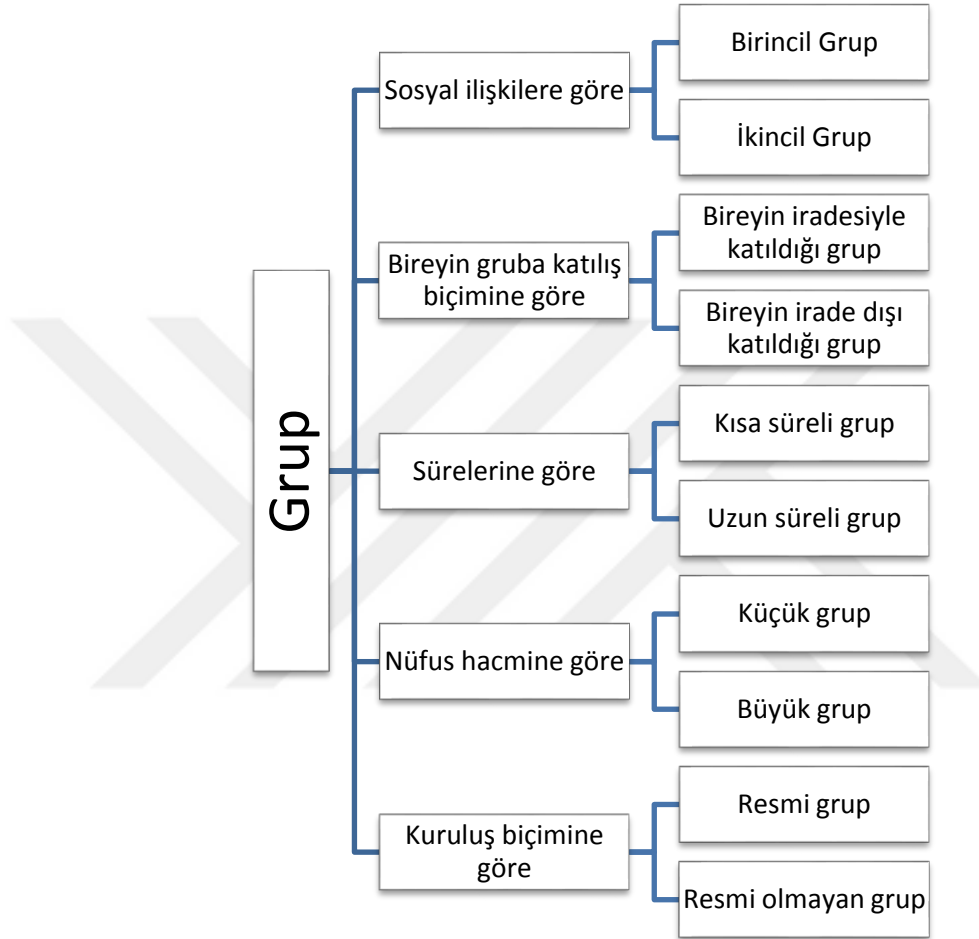 Grup
Sosyal ilişkilere göre
Birincil Grup
İkincil Grup
Bireyin gruba katılış
biçimine göre
Bireyin iradesiyle
katıldığı grup
Bireyin irade dışı
katıldığı grup
Sürelerine göre
Kısa süreli grup
Uzun süreli grup
Nüfus hacmine göre
Küçük grup
Büyük grup
Kuruluş biçimine
göre
Resmi grup
Resmi olmayan grup